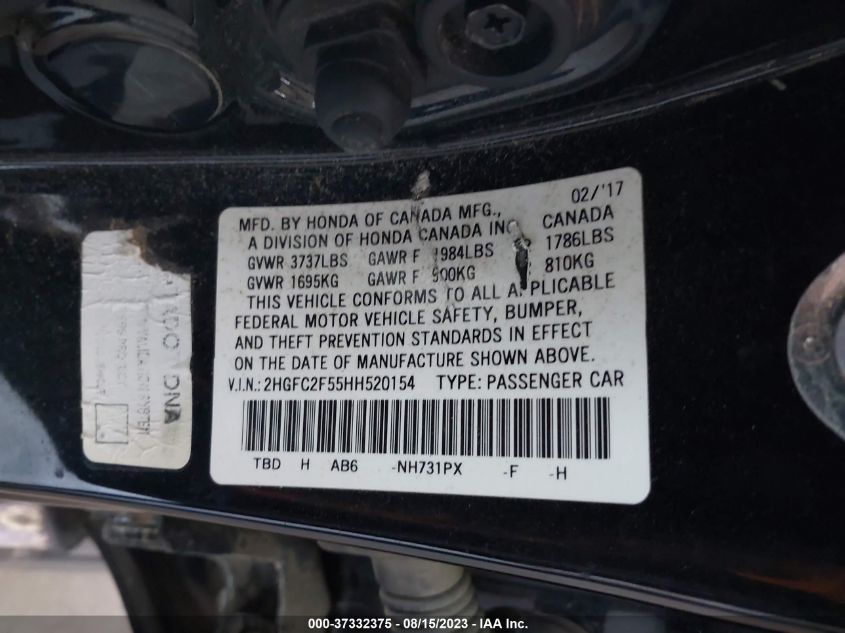 02/'17
MFD. BY HONDA OF CANADA MFG., CANADA
A DIVISION OF HONDA CANADA INC
GVWR 3737LBS GAWR F 1984LBS 1786LBS
GVWR 1695KG GAWR F 900KG 810KG
THIS VEHICLE CONFORMS TO ALL APPLICABLE
FEDERAL MOTOR VEHICLE SAFETY, BUMPER,
AND THEFT PREVENTION STANDARDS IN EFFECT
ON THE DATE OF MANUFACTURE SHOWN ABOVE.
V.I.N.: 2HGFC2F55HH520154 TYPE: PASSENGER CAR
TBD H AB6 -NH731PX -F -H
DNA
000-37332375 - 08/15/2023 - IAA Inc.